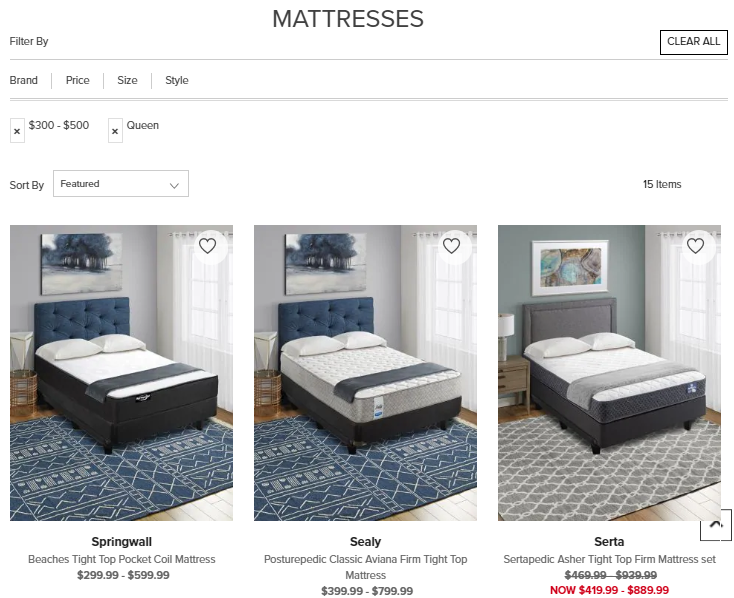 MATTRESSES
Filter By
CLEAR ALL
Brand
Price
Size
Style
× $300 - $500
× Queen
Sort By
Featured
15 Items
Springwall
Beaches Tight Top Pocket Coil Mattress
$299.99 - $599.99
Sealy
Posturepedic Classic Aviana Firm Tight Top
Mattress
$399.99 - $799.99
Serta
Sertapedic Asher Tight Top Firm Mattress set
$469.99 - $939.99
NOW $419.99 - $889.99